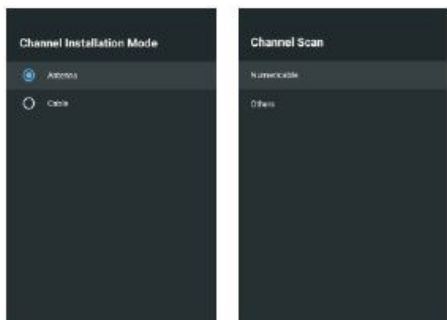 Channel Installation Mode
Antenna
Cable
Channel Scan
Numericable
Others